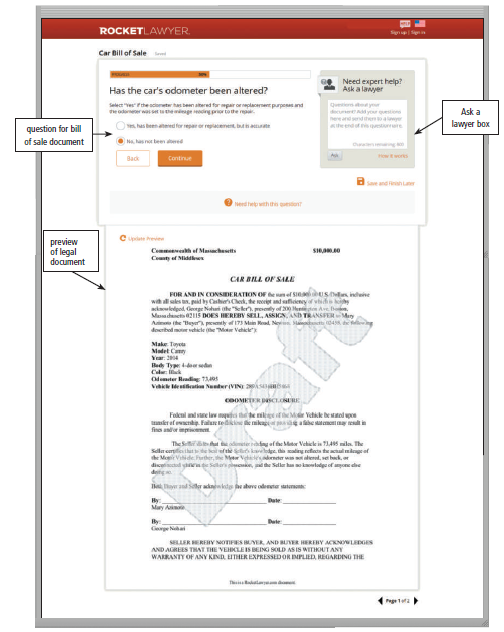 ROCKETLAWYER
Sign up | Sign in
Car Bill of Sale Saved
Has the car's odometer been altered?
Select "Yes" if the odometer has been altered for repair or replacement purposes and
the odometer was set to the mileage reading prior to the repair.
Yes, has been altered for repair or replacement, but is accurate
No, has not been altered
Back Continue
Need expert help?
Ask a lawyer
Questions about your
document? Add your questions
here and send them to a lawyer
at the end of this questionnaire.
Characters remaining:
Ask How it works
Save and Finish Later
Need help with this question?
question for bill
of sale document
Ask a
lawyer box
preview
of legal
document
Update Preview
Commonwealth of Massachusetts $10,000.00
County of Middlesex
CAR BILL OF SALE
FOR AND IN CONSIDERATION OF the sum of $10,000 in U.S. Dollars, inclusive
with all sales tax, paid by Cashier's Check, the receipt and sufficiency of which is hereby
acknowledged, George Nohari (the "Seller"), presently of 200
Massachusetts 02115 DOES HEREBY SELL, ASSIGN, AND TRANSFER to Mary
(the "Buyer"), presently of 173 Main Road, Massachusetts 02459, the following
described motor vehicle (the "Motor Vehicle"):
Make: Toyota
Model: Camry
Year: 2014
Body Type: 4-door sedan
Color: Black
Odometer Reading: 73,495
Vehicle Identification Number (VIN):
ODOMETER DISCLOSURE
Federal and state law requires that the mileage of the Motor Vehicle be stated upon
transfer of ownership. Failure to disclose the mileage or providing a false statement may result in
fines and/or imprisonment.
The Seller states that the odometer reading of the Motor Vehicle is 73,495 miles. The
Seller certifies that to the best of the Seller's knowledge, this reading reflects the actual mileage of
the Motor Vehicle. Further, the Motor Vehicle's odometer was not altered, set back, or
disconnected while in the Seller's possession, and the Seller has no knowledge of anyone else
doing so.
Both Buyer and Seller acknowledge the above odometer statements:
By: Date:
Mary
By: Date:
George Nohari
SELLER HEREBY NOTIFIES BUYER, AND BUYER HEREBY ACKNOWLEDGES
AND AGREES THAT THE VEHICLE IS BEING SOLD AS IS WITHOUT ANY
WARRANTY OF ANY KIND, EITHER EXPRESSED OR IMPLIED, REGARDING THE
Draft
This is a RocketLawyer.com document.
Page 1 of 2